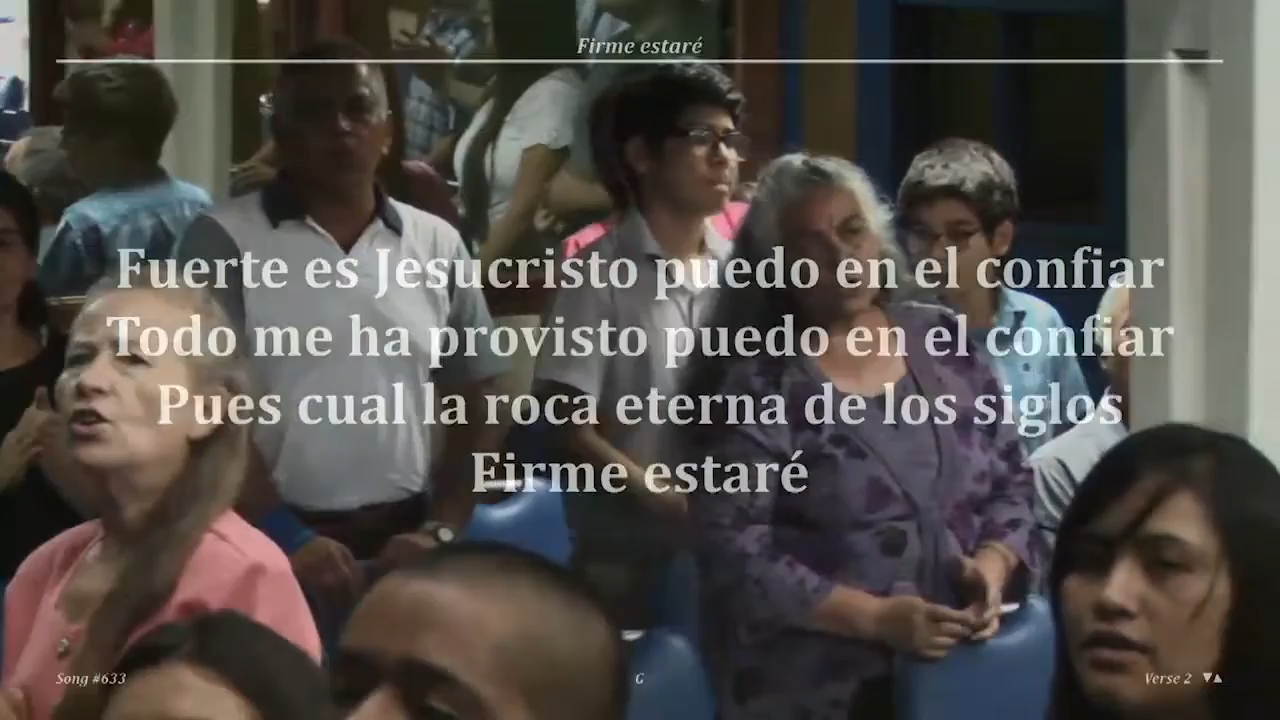 Firme estaré
Fuerte es Jesucristo puedo en el confiar
Todo me ha provisto puedo en el confiar
Pues cual la roca eterna de los siglos
Firme estaré
Song #633
G
Verse 2 ▼▲